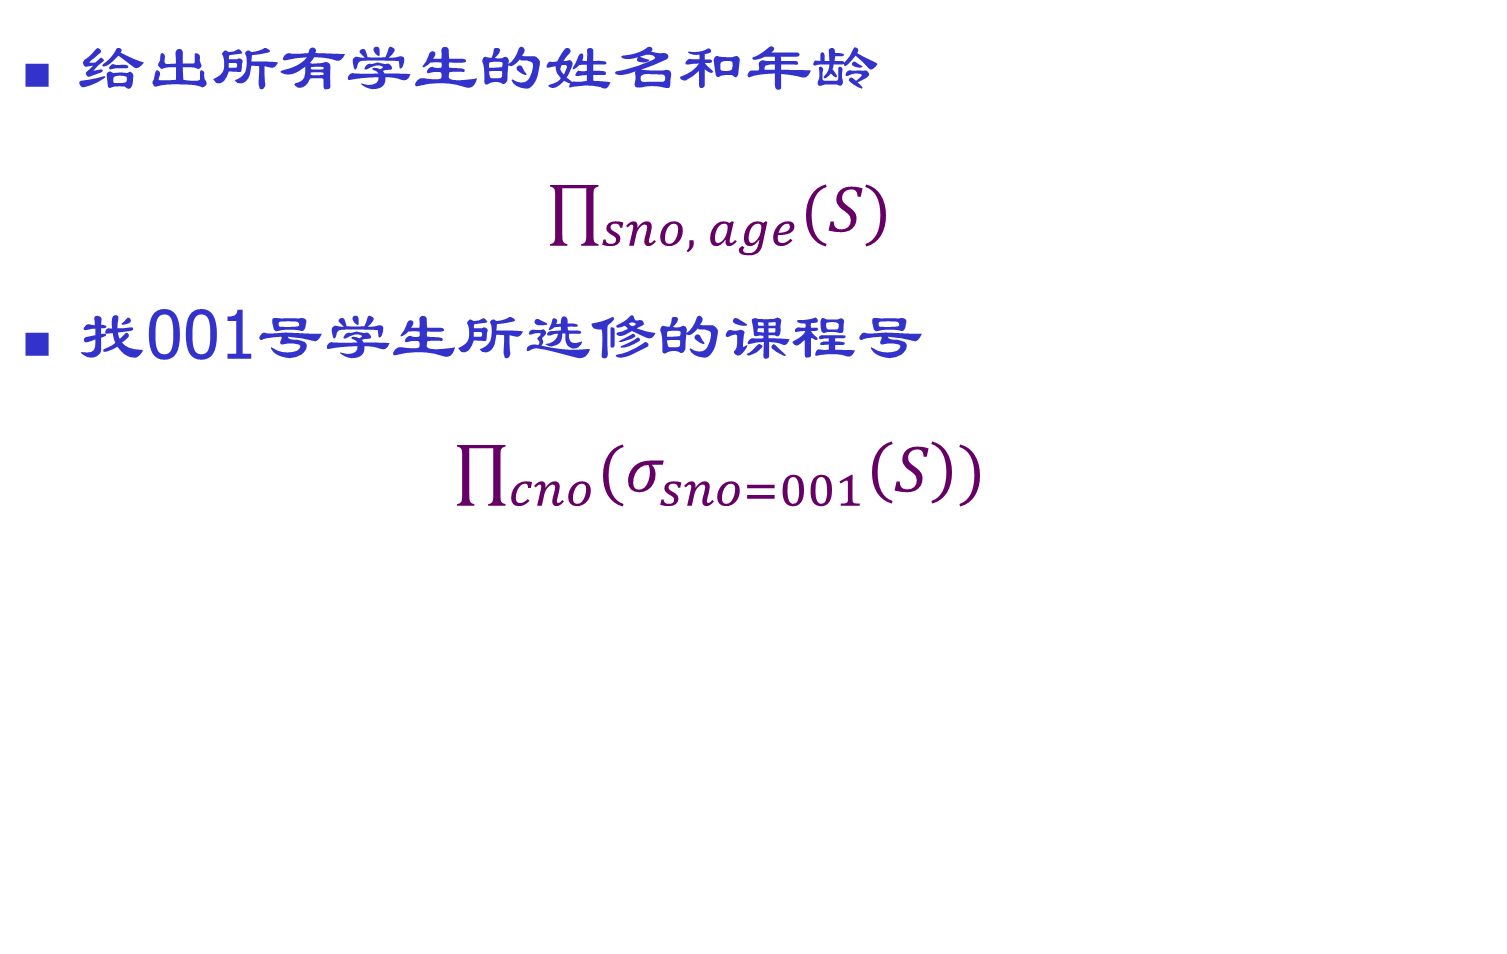 ■ 给出所有学生的姓名和年龄
∏sno, age(S)
■ 找001号学生所选修的课程号
∏cno(σsno=001(S))